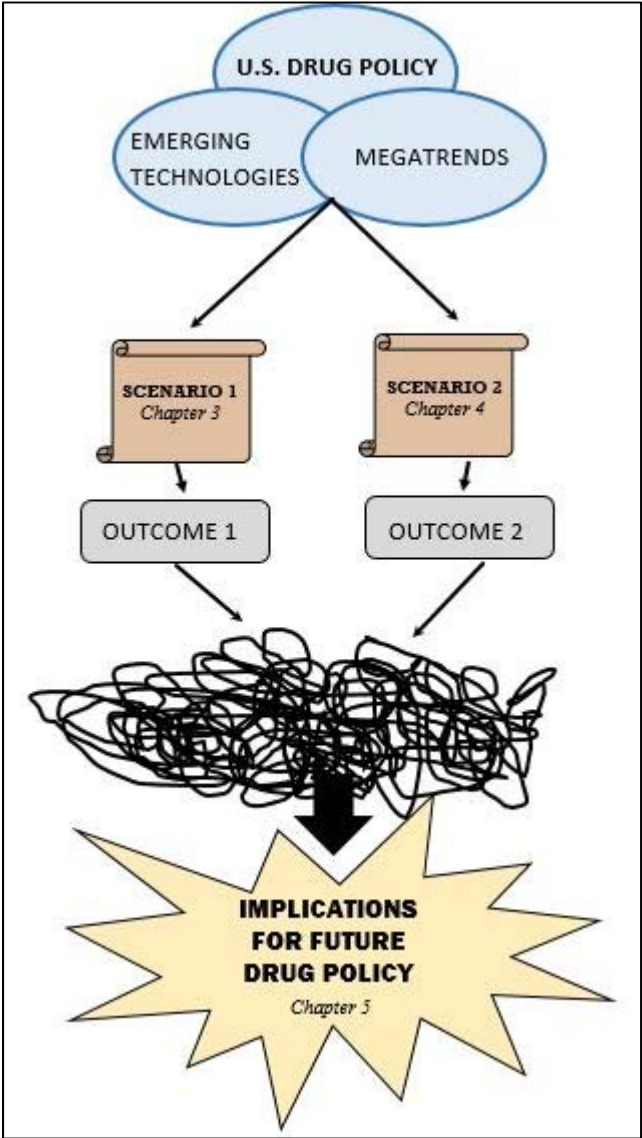 U.S. DRUG POLICY
EMERGING
TECHNOLOGIES
MEGATRENDS
SCENARIO 1
Chapter 3
SCENARIO 2
Chapter 4
OUTCOME 1
OUTCOME 2
IMPLICATIONS
FOR FUTURE
DRUG POLICY
Chapter 5